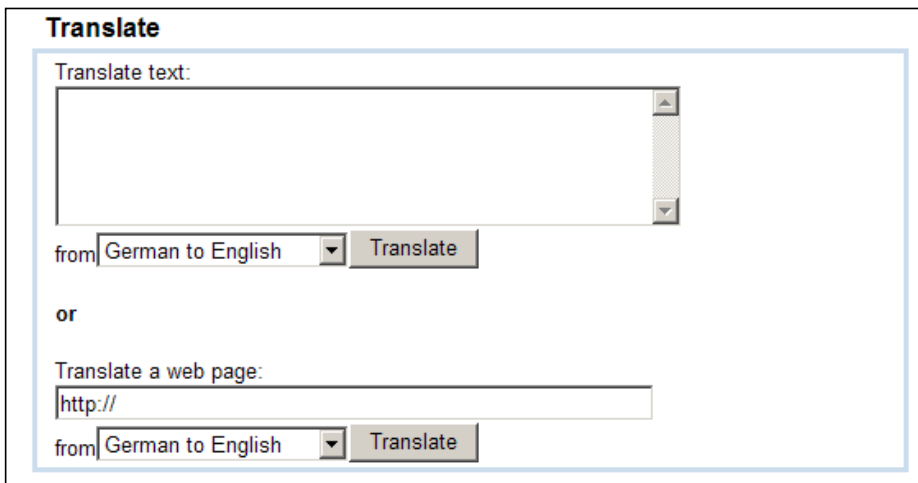 Translate
Translate text:
from German to English Translate
or
Translate a web page:
http://
from German to English Translate